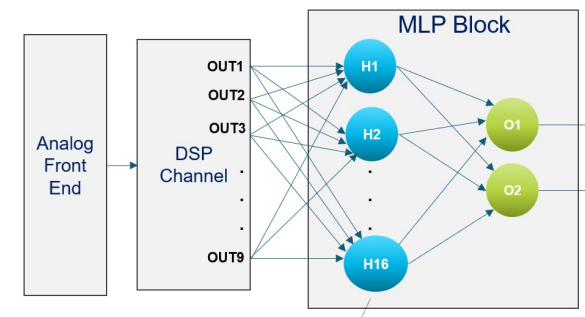 MLP Block
Analog
Front
End
DSP
Channel
OUT1
OUT2
OUT3
.
.
.
OUT9
H1
H2
.
.
.
H16
O1
O2